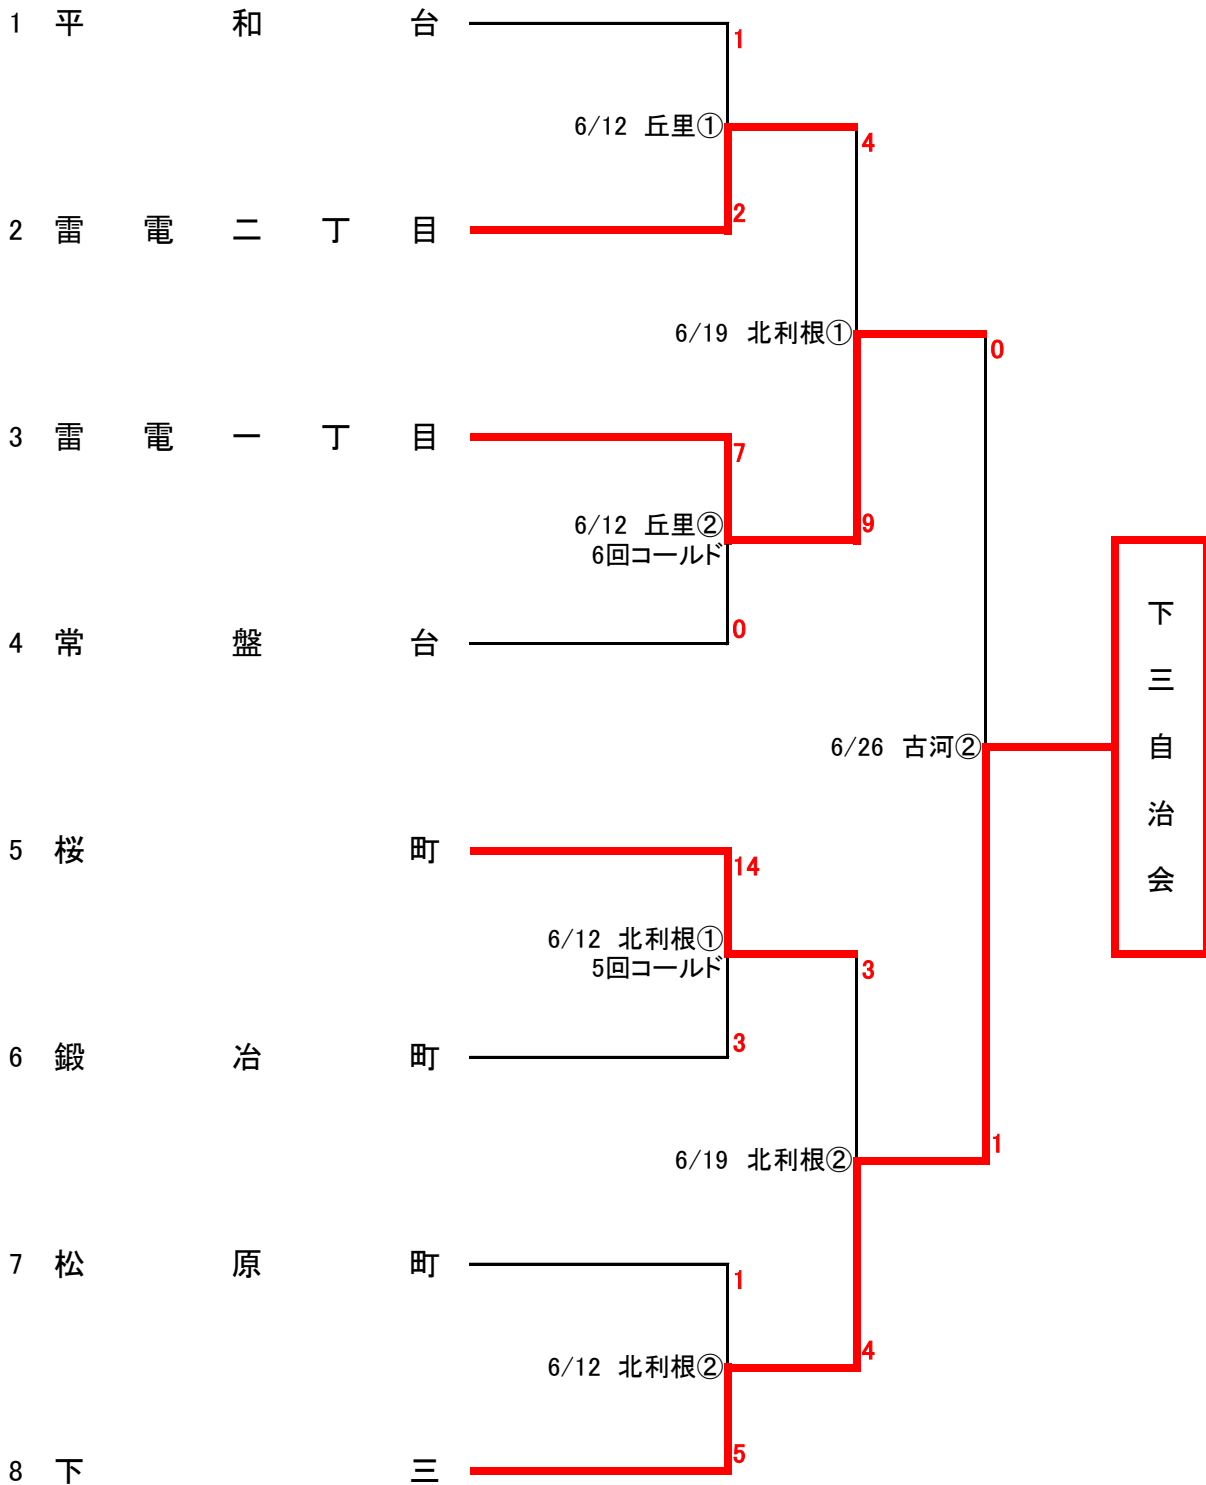 1 平和台
1
6/12 丘里①
4
2 雷電二丁目
2
6/19 北利根①
0
3 雷電一丁目
7
6/12 丘里②
6回コールド
9
4 常盤台
0
6/26 古河②
下三自治会
5 桜町
14
6/12 北利根①
5回コールド
3
6 鍛冶町
3
6/19 北利根②
1
7 松原町
1
6/12 北利根②
4
8 下三
5